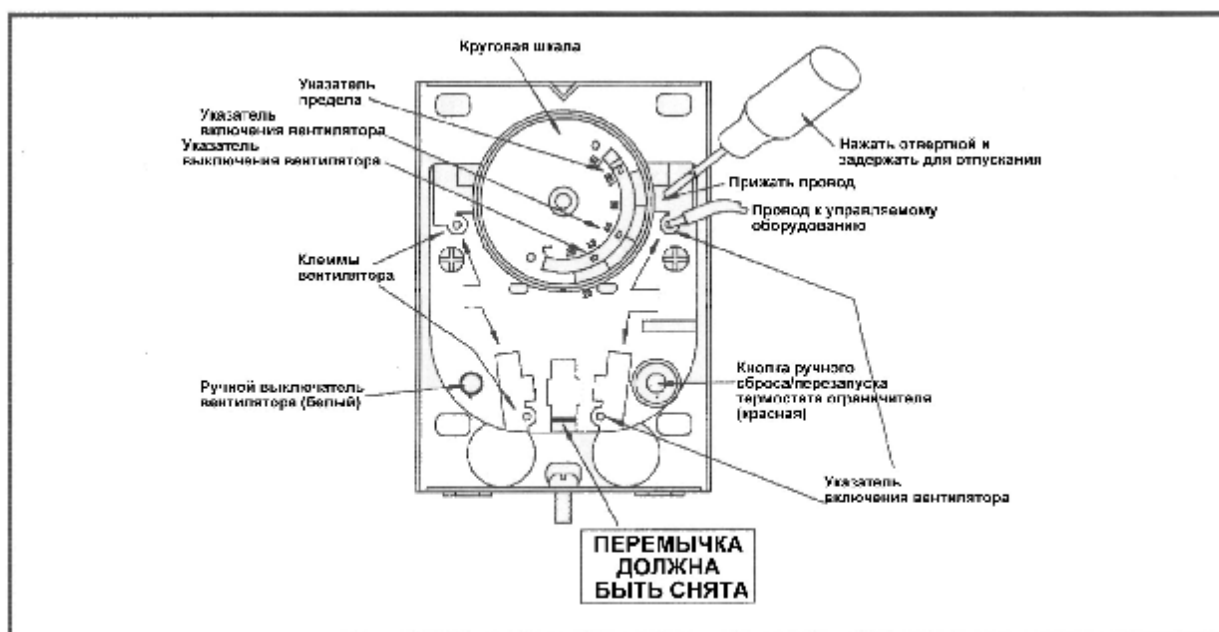 Круговая шкала
Указатель
предела
Указатель
включения вентилятора
Указатель
выключения вентилятора
Нажать отверткой и
задержать для отпускания
Прижать провод
Провод к управляемому
оборудованию
Клеммы
вентилятора
Ручной выключатель
вентилятора (белый)
Кнопка ручного
сброса/перезапуска
термостата ограничителя
(красная)
Указатель
включения вентилятора
ПЕРЕМЫЧКА
ДОЛЖНА
БЫТЬ СНЯТА